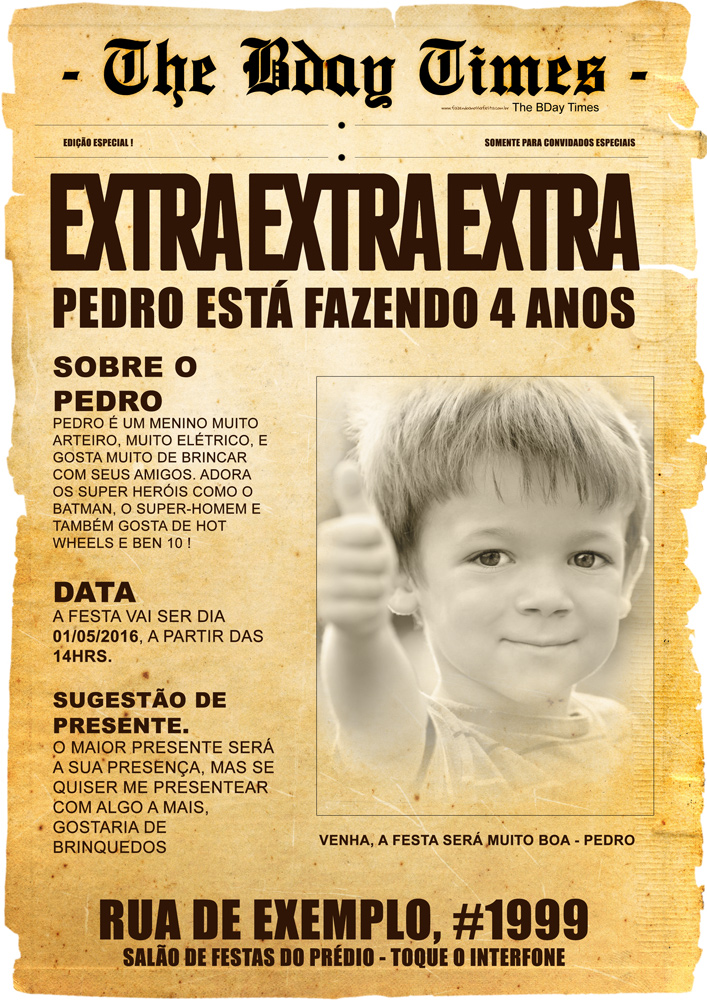 - The Bday Times -
www.fazendoanossafesta.com.br The BDay Times
EDIÇÃO ESPECIAL !
SOMENTE PARA CONVIDADOS ESPECIAIS
EXTRA EXTRA EXTRA
PEDRO ESTÁ FAZENDO 4 ANOS
SOBRE O
PEDRO
PEDRO É UM MENINO MUITO
ARTEIRO, MUITO ELÉTRICO, E
GOSTA MUITO DE BRINCAR
COM SEUS AMIGOS. ADORA
OS SUPER HERÓIS COMO O
BATMAN, O SUPER-HOMEM E
TAMBÉM GOSTA DE HOT
WHEELS E BEN 10 !
DATA
A FESTA VAI SER DIA
01/05/2016, A PARTIR DAS
14HRS.
SUGESTÃO DE
PRESENTE.
O MAIOR PRESENTE SERÁ
A SUA PRESENÇA, MAS SE
QUISER ME PRESENTEAR
COM ALGO A MAIS,
GOSTARIA DE
BRINQUEDOS
VENHA, A FESTA SERÁ MUITO BOA - PEDRO
RUA DE EXEMPLO, #1999
SALÃO DE FESTAS DO PRÉDIO - TOQUE O INTERFONE